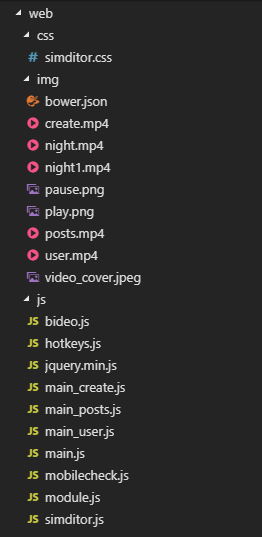 web
css
# simditor.css
img
bower.json
create.mp4
night.mp4
night1.mp4
pause.png
play.png
posts.mp4
user.mp4
video_cover.jpeg
js
JS bideo.js
JS hotkeys.js
JS jquery.min.js
JS main_create.js
JS main_posts.js
JS main_user.js
JS main.js
JS mobilecheck.js
JS module.js
JS simditor.js